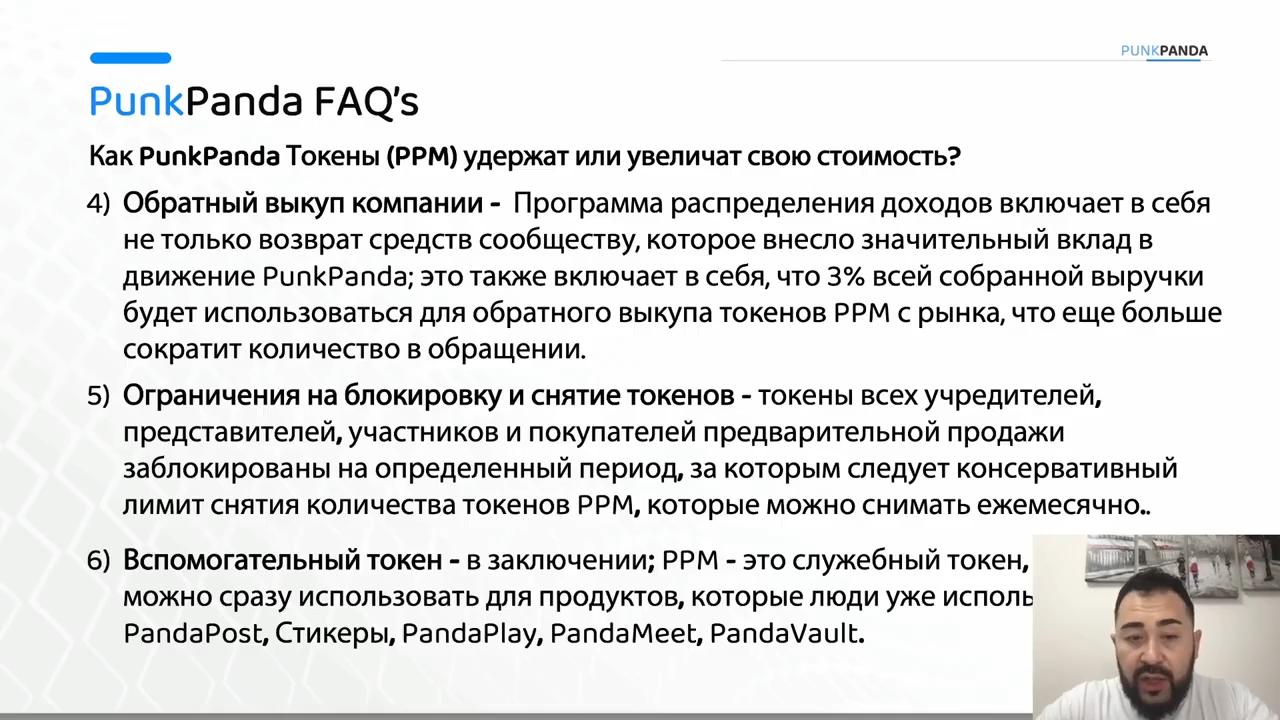 PUNKPANDA
PunkPanda FAQ's
Как PunkPanda Токены (PPM) удержат или увеличат свою стоимость?
4) Обратный выкуп компании - Программа распределения доходов включает в себя
не только возврат средств сообществу, которое внесло значительный вклад в
движение PunkPanda; это также включает в себя, что 3% всей собранной выручки
будет использоваться для обратного выкупа токенов PPM с рынка, что еще больше
сократит количество в обращении.
5) Ограничения на блокировку и снятие токенов - токены всех учредителей,
представителей, участников и покупателей предварительной продажи
заблокированы на определенный период, за которым следует консервативный
лимит снятия количества токенов PPM, которые можно снимать ежемесячно..
6) Вспомогательный токен - в заключении; PPM - это служебный токен,
можно сразу использовать для продуктов, которые люди уже исполь
PandaPost, Стикеры, PandaPlay, PandaMeet, PandaVault.